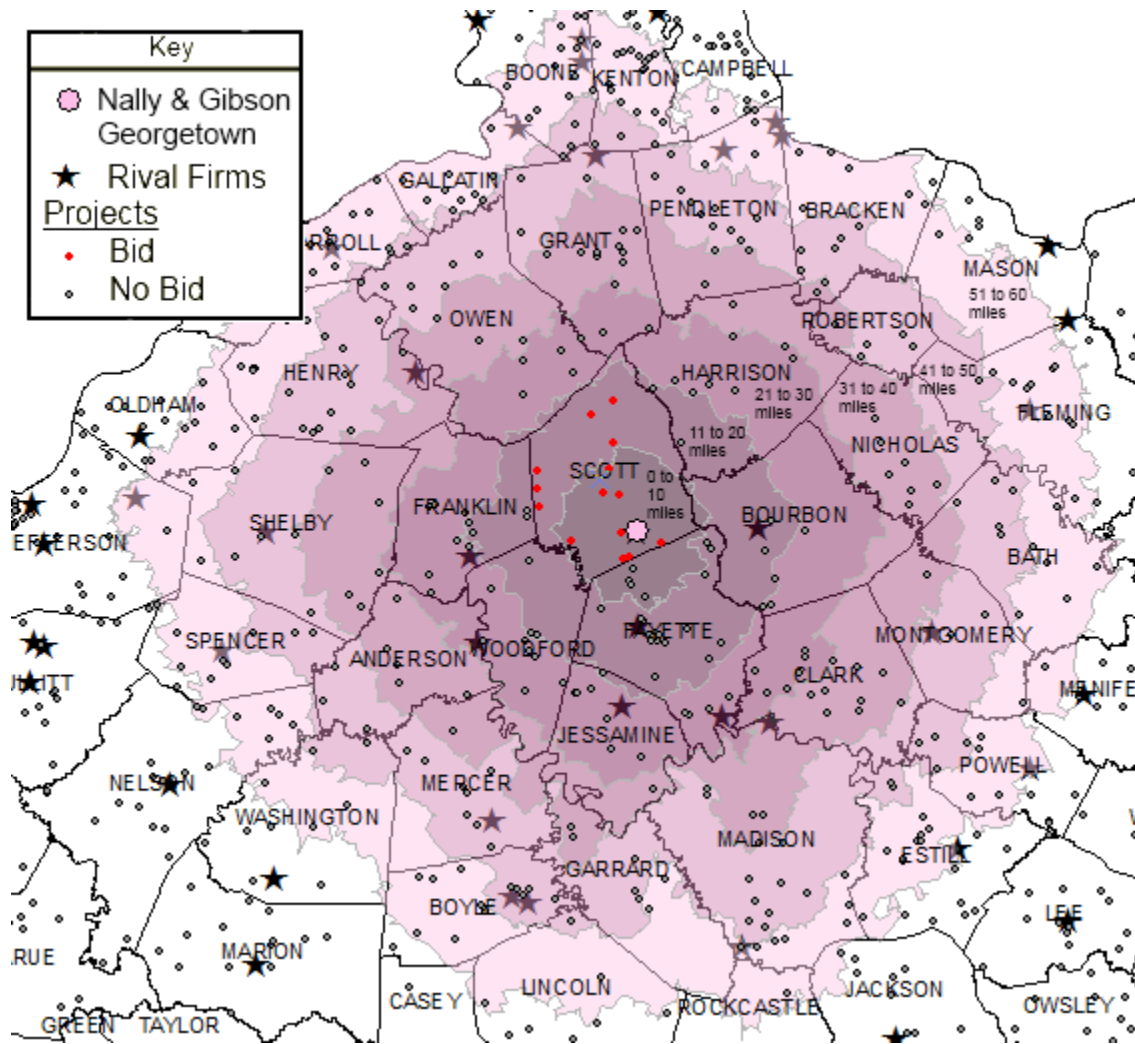 Key
Nally & Gibson
Georgetown
Rival Firms
Projects
Bid
No Bid
BOONE
KENTON
CAMPBELL
GALLATIN
PENDLETON
BRACKEN
RROLL
GRANT
MASON
51 to 60
miles
OWEN
ROBERTSON
HENRY
HARRISON
41 to 50
miles
21 to 30
miles
31 to 40
miles
OLDHAM
FLEMING
11 to 20
miles
NICHOLAS
SCOTT
0 to
10
miles
FRANKLIN
BOURBON
SHELBY
EFFERSON
BATH
SPENCER
FAYETTE
MONTGOMERY
ANDERSON
WOODFORD
CLARK
MENIFE
JESSAMINE
NELSON
MERCER
POWELL
WASHINGTON
MADISON
ESTILL
GARRARD
BOYLE
LEE
MARION
RUE
LINCOLN
JACKSON
CASEY
ROCKCASTLE
OWSLEY
GREEN
TAYLOR